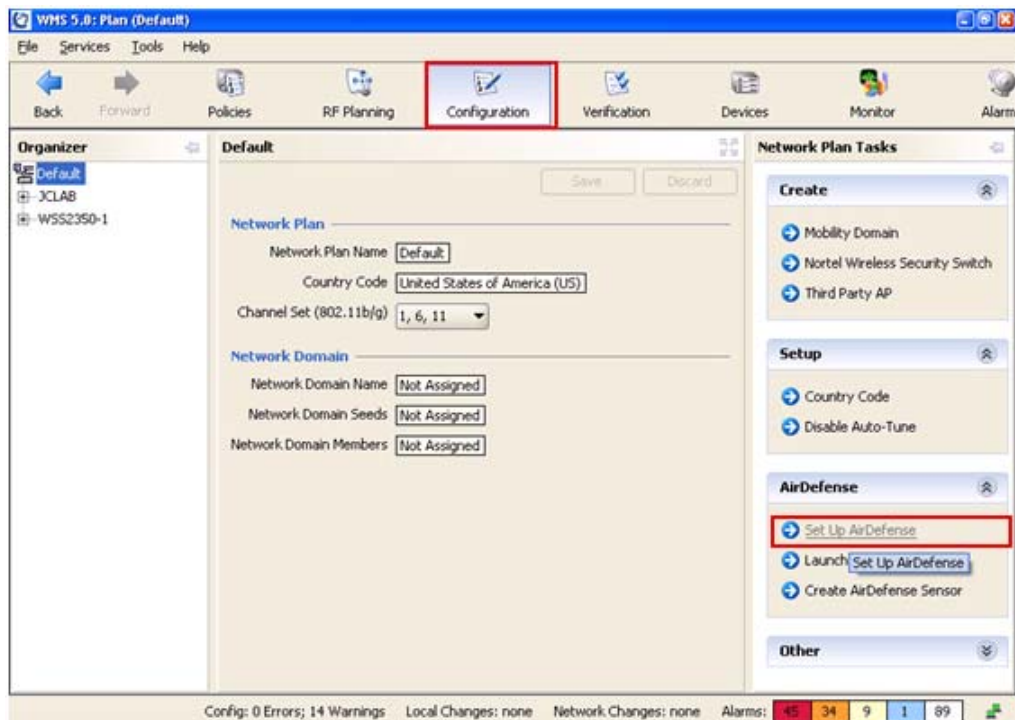 WMS 5.0: Plan (Default)
File Services Tools Help
Back Forward Policies RF Planning Configuration Verification Devices Monitor Alarm
Organizer
Default
JCLAB
WSS2350-1
Default
Save Discard
Network Plan
Network Plan Name Default
Country Code United States of America (US)
Channel Set (802.11b/g) 1, 6, 11
Network Domain
Network Domain Name Not Assigned
Network Domain Seeds Not Assigned
Network Domain Members Not Assigned
Network Plan Tasks
Create
Mobility Domain
Nortel Wireless Security Switch
Third Party AP
Setup
Country Code
Disable Auto-Tune
AirDefense
Set Up AirDefense
Launch Set Up AirDefense
Create AirDefense Sensor
Other
Config: 0 Errors; 14 Warnings Local Changes: none Network Changes: none Alarms: 45 34 9 1 89